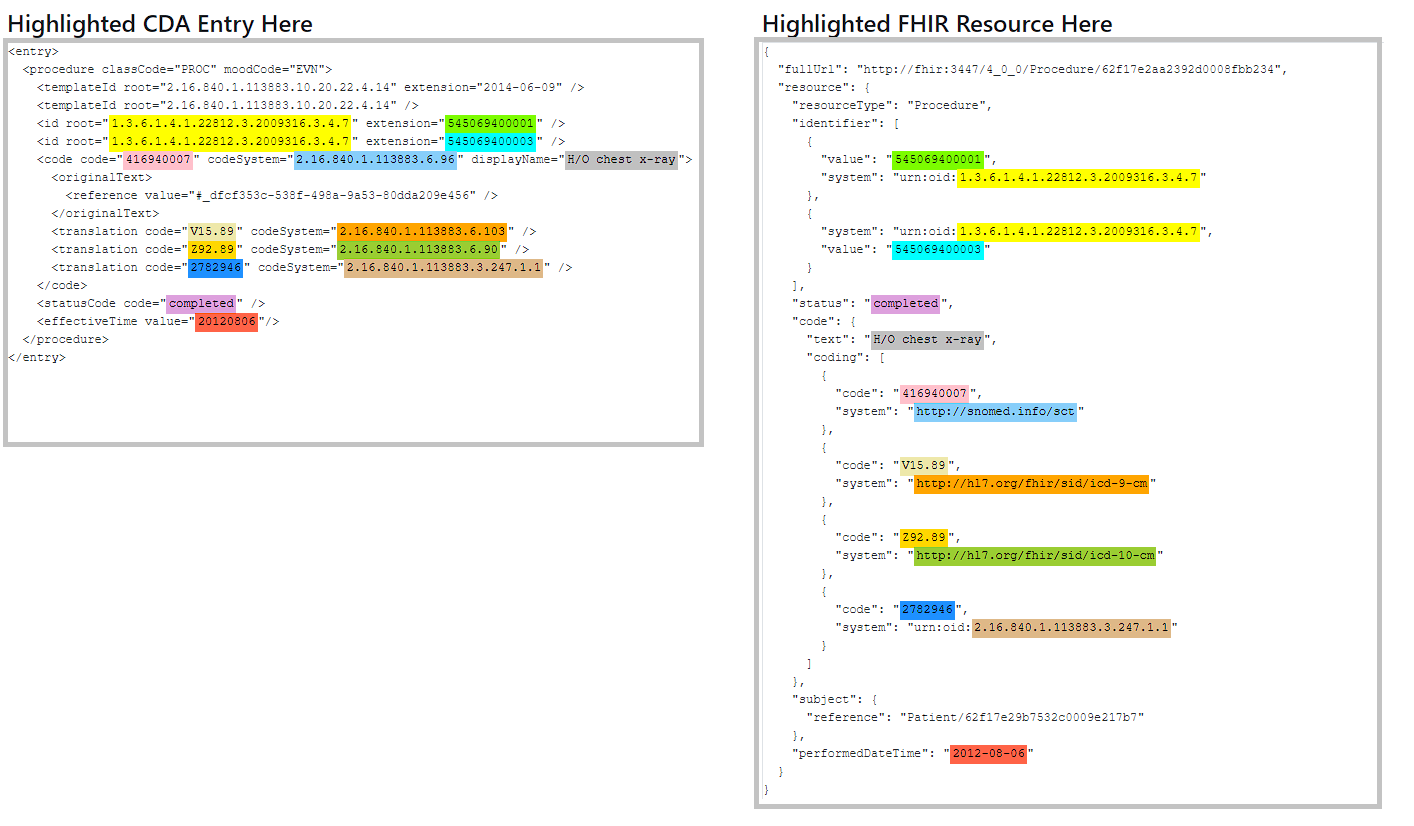 Highlighted CDA Entry Here
<entry>
  <procedure classCode="PROC" moodCode="EVN">
    <templateId root="2.16.840.1.113883.10.20.22.4.14" extension="2014-06-09" />
    <templateId root="2.16.840.1.113883.10.20.22.4.14" />
    <id root="1.3.6.1.4.1.22812.3.2009316.3.4.7" extension="545069400001" />
    <id root="1.3.6.1.4.1.22812.3.2009316.3.4.7" extension="545069400003" />
    <code code="416940007" codeSystem="2.16.840.1.113883.6.96" displayName="H/O chest x-ray">
      <originalText>
        <reference value="#_dfcf353c-538f-498a-9a53-80dda209e456" />
      </originalText>
      <translation code="V15.89" codeSystem="2.16.840.1.113883.6.103" />
      <translation code="Z92.89" codeSystem="2.16.840.1.113883.6.90" />
      <translation code="2782946" codeSystem="2.16.840.1.113883.3.247.1.1" />
    </code>
    <statusCode code="completed" />
    <effectiveTime value="20120806"/>
  </procedure>
</entry>
Highlighted FHIR Resource Here
{
  "fullUrl": "http://fhir:3447/4_0_0/Procedure/62f17e2aa2392d0008fbb234",
  "resource": {
    "resourceType": "Procedure",
    "identifier": [
      {
        "value": "545069400001",
        "system": "urn:oid:1.3.6.1.4.1.22812.3.2009316.3.4.7"
      },
      {
        "system": "urn:oid:1.3.6.1.4.1.22812.3.2009316.3.4.7",
        "value": "545069400003"
      }
    ],
    "status": "completed",
    "code": {
      "text": "H/O chest x-ray",
      "coding": [
        {
          "code": "416940007",
          "system": "http://snomed.info/sct"
        },
        {
          "code": "V15.89",
          "system": "http://hl7.org/fhir/sid/icd-9-cm"
        },
        {
          "code": "Z92.89",
          "system": "http://hl7.org/fhir/sid/icd-10-cm"
        },
        {
          "code": "2782946",
          "system": "urn:oid:2.16.840.1.113883.3.247.1.1"
        }
      ]
    },
    "subject": {
      "reference": "Patient/62f17e29b7532c0009e217b7"
    },
    "performedDateTime": "2012-08-06"
  }
}